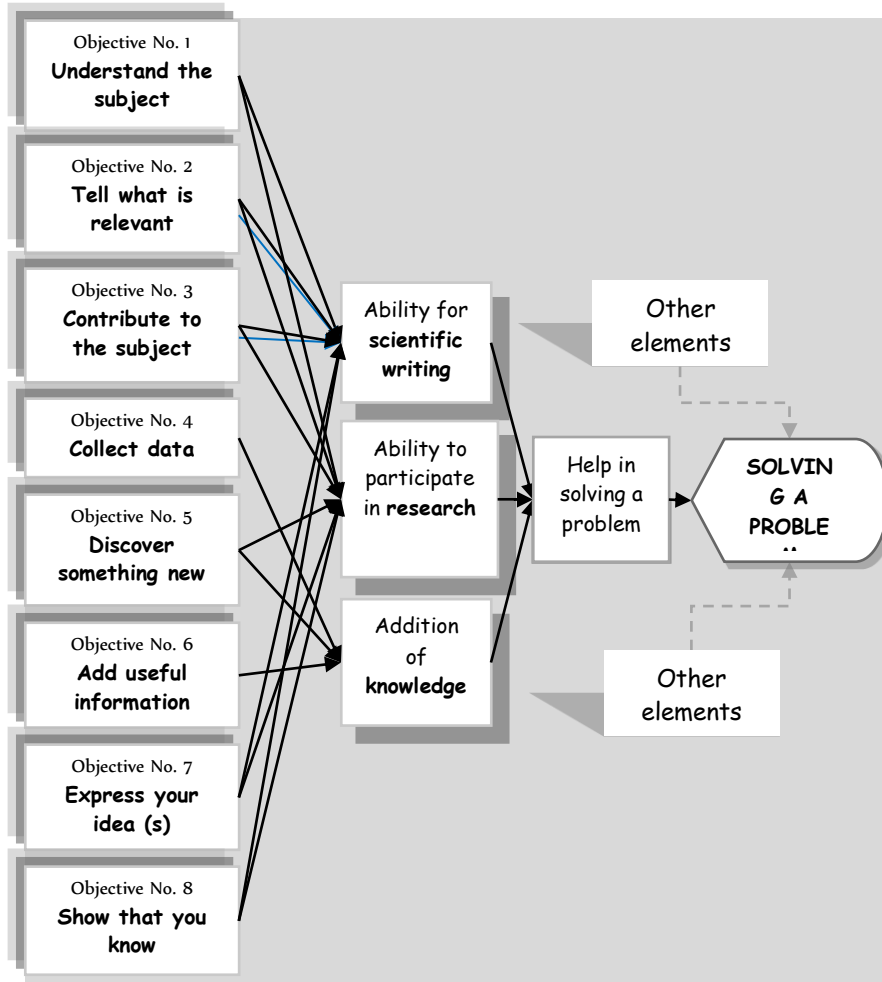 Objective No. 1
Understand the
subject
Objective No. 2
Tell what is
relevant
Objective No. 3
Contribute to
the subject
Objective No. 4
Collect data
Objective No. 5
Discover
something new
Objective No. 6
Add useful
information
Objective No. 7
Express your
idea (s)
Objective No. 8
Show that you
know
Ability for
scientific
writing
Ability to
participate
in research
Addition
of
knowledge
Help in
solving a
problem
Other
elements
SOLVIN
G A
PROBLE
Other
elements